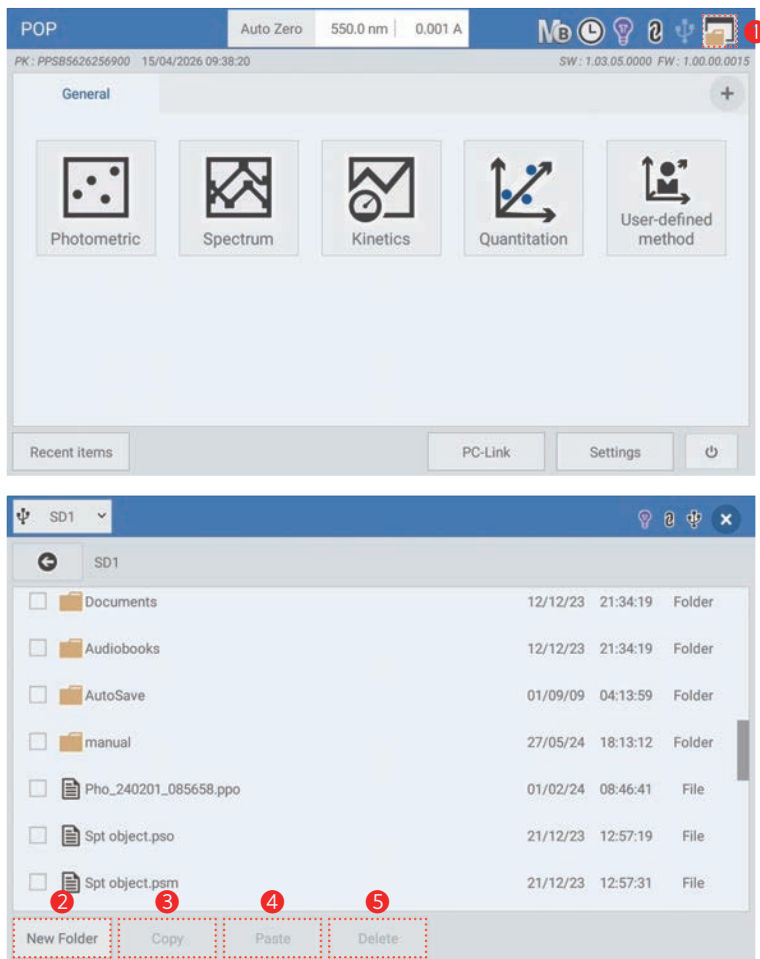 POP Auto Zero 550.0 nm 0.001 A MB 1
PK : PPSB5626256900 15/04/2026 09:38:20 SW : 1.03.05.0000 FW : 1.00.00.0015
General +
Photometric Spectrum Kinetics Quantitation User-defined method
Recent items PC-Link Settings
SD1
SD1
Documents 12/12/23 21:34:19 Folder
Audiobooks 12/12/23 21:34:19 Folder
AutoSave 01/09/09 04:13:59 Folder
manual 27/05/24 18:13:12 Folder
Pho_240201_085658.ppo 01/02/24 08:46:41 File
Spt object.pso 21/12/23 12:57:19 File
Spt object.psm 21/12/23 12:57:31 File
2 3 4 5
New Folder Copy Paste Delete